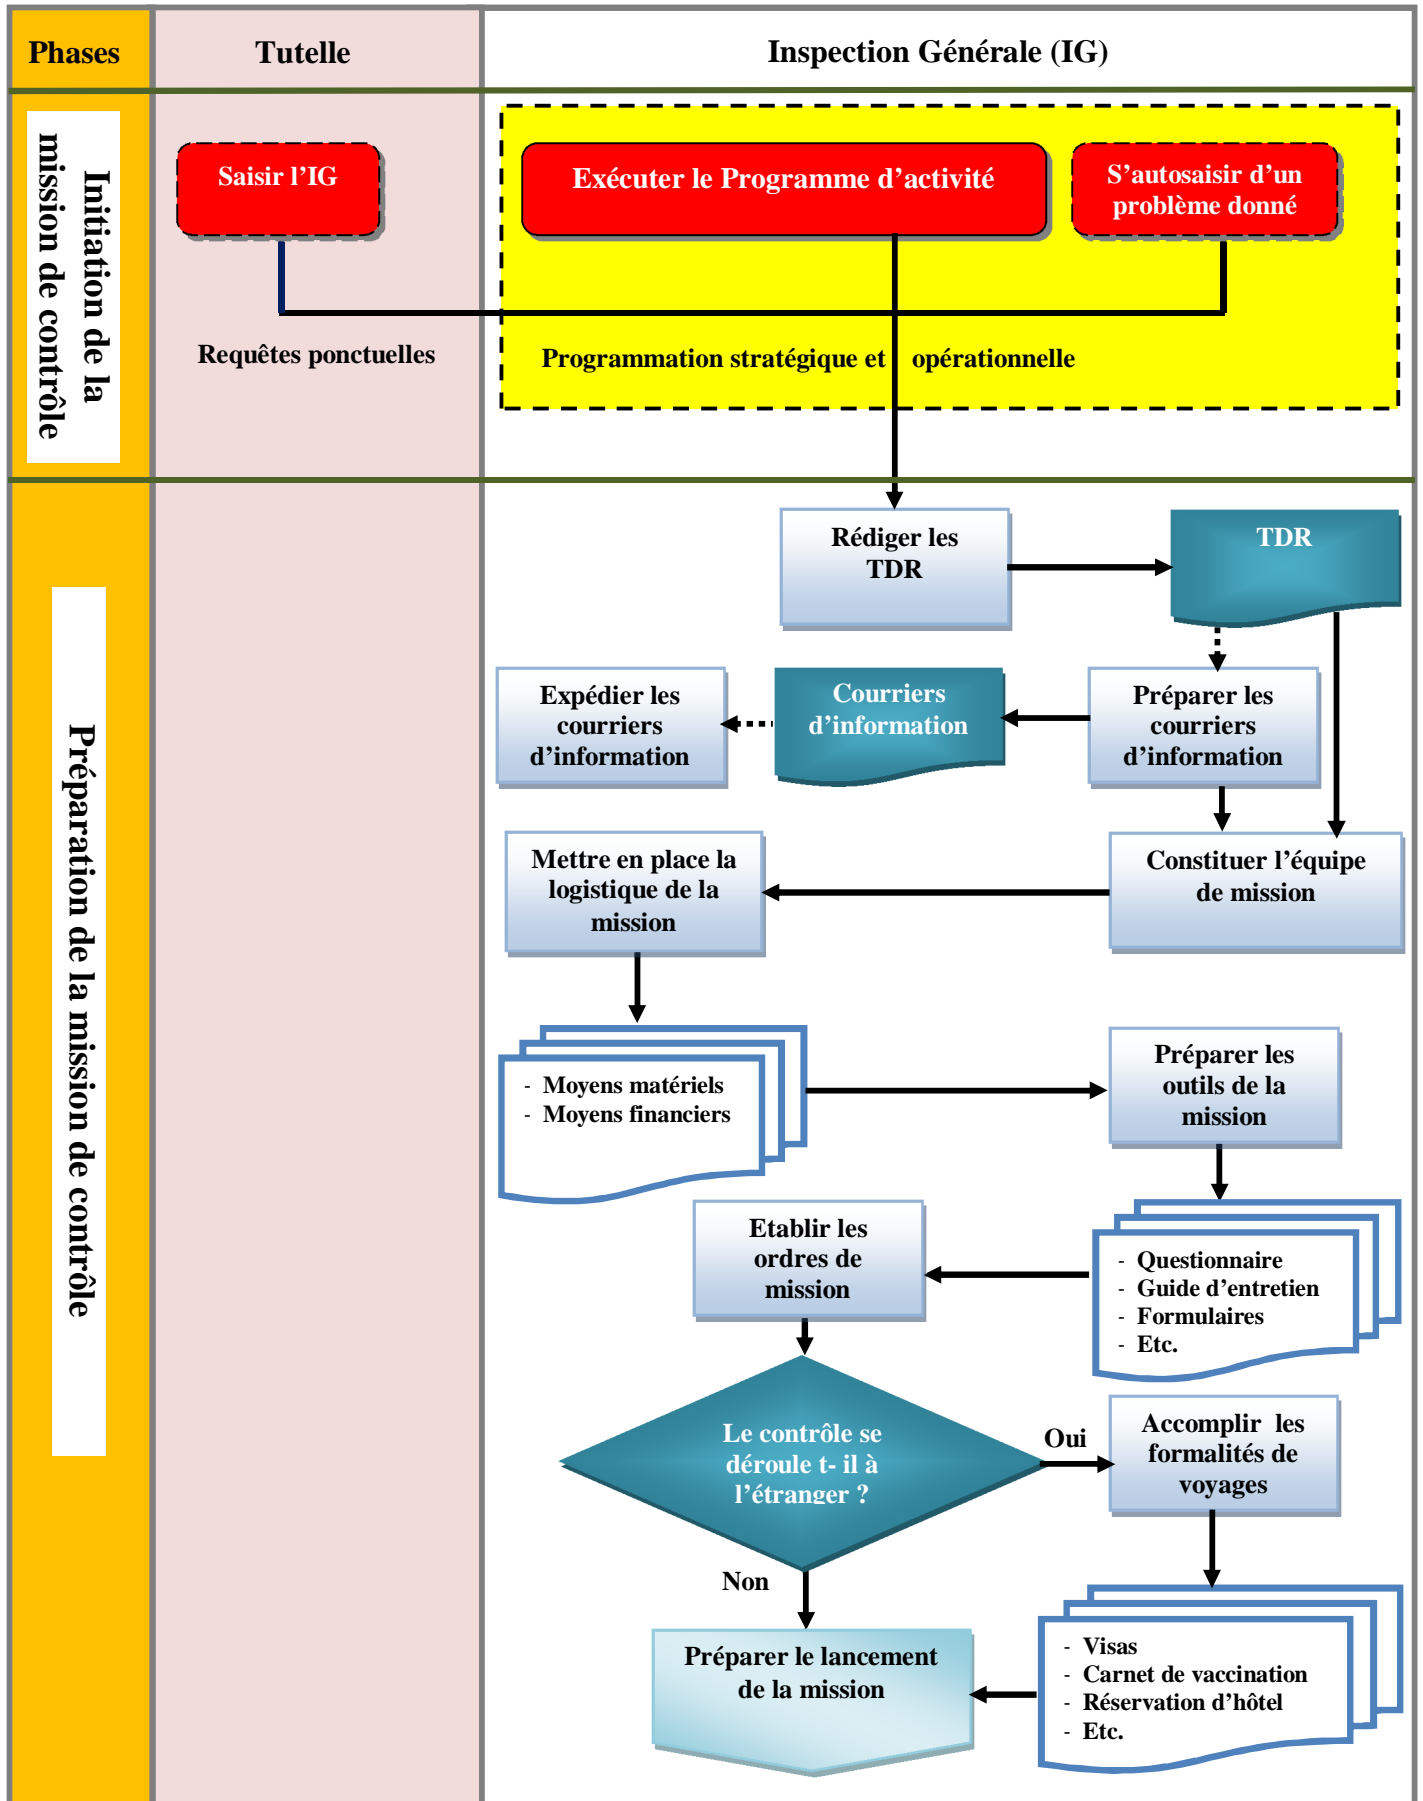 Phases
Tutelle
Inspection Générale (IG)
Initiation de la
mission de contrôle
Saisir l’IG
Exécuter le Programme d’activité
S’autosaisir d’un
problème donné
Requêtes ponctuelles
Programmation stratégique et opérationnelle
Préparation de la mission de contrôle
Rédiger les
TDR
TDR
Expédier les
courriers
d’information
Courriers
d’information
Préparer les
courriers
d’information
Mettre en place la
logistique de la
mission
Constituer l’équipe
de mission
- Moyens matériels
- Moyens financiers
Préparer les
outils de la
mission
Etablir les
ordres de
mission
- Questionnaire
- Guide d’entretien
- Formulaires
- Etc.
Le contrôle se
déroule t- il à
l’étranger ?
Oui
Accomplir les
formalités de
voyages
Non
Préparer le lancement
de la mission
- Visas
- Carnet de vaccination
- Réservation d’hôtel
- Etc.